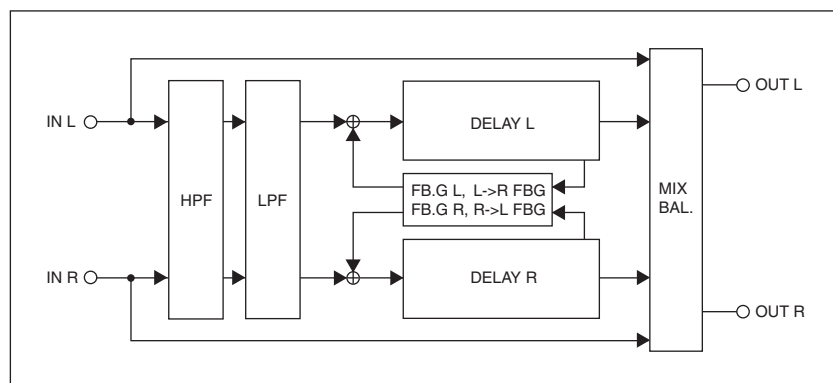 IN L
HPF
LPF
DELAY L
FB.G L, L->R FBG
FB.G R, R->L FBG
DELAY R
MIX
BAL.
OUT L
IN R
OUT R